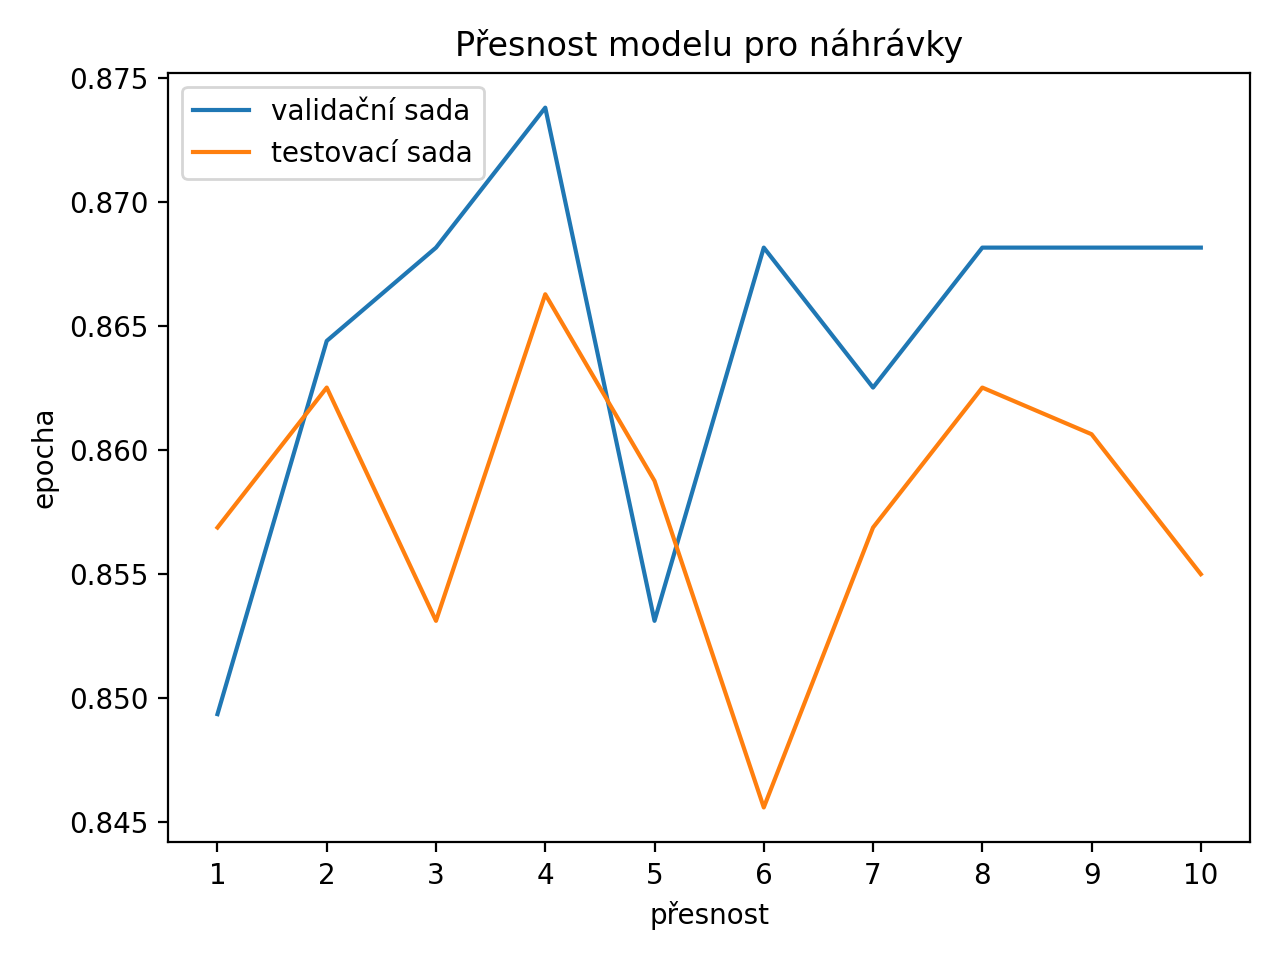 Přesnost modelu pro náhrávky
validační sada
testovací sada
0.875
0.870
0.865
0.860
0.855
0.850
0.845
epocha
1 2 3 4 5 6 7 8 9 10
přesnost